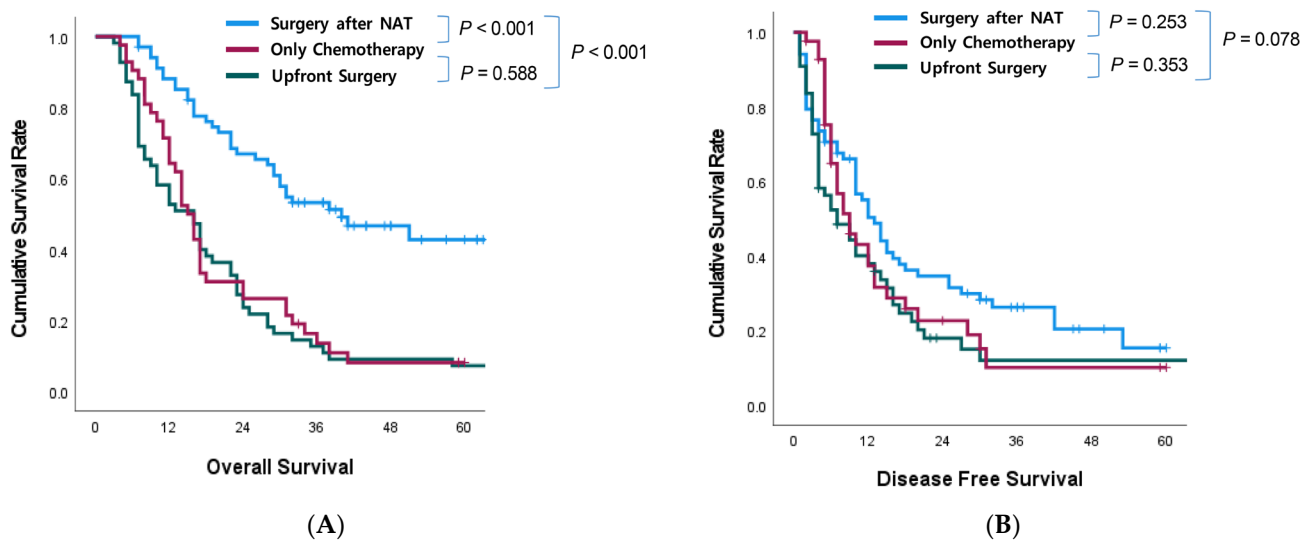 Surgery after NAT
Only Chemotherapy
Upfront Surgery
P < 0.001
P = 0.588
P < 0.001
Cumulative Survival Rate
1.0
0.8
0.6
0.4
0.2
0.0
0 12 24 36 48 60
Overall Survival
(A)
Surgery after NAT
Only Chemotherapy
Upfront Surgery
P = 0.253
P = 0.353
P = 0.078
Cumulative Survival Rate
1.0
0.8
0.6
0.4
0.2
0.0
0 12 24 36 48 60
Disease Free Survival
(B)